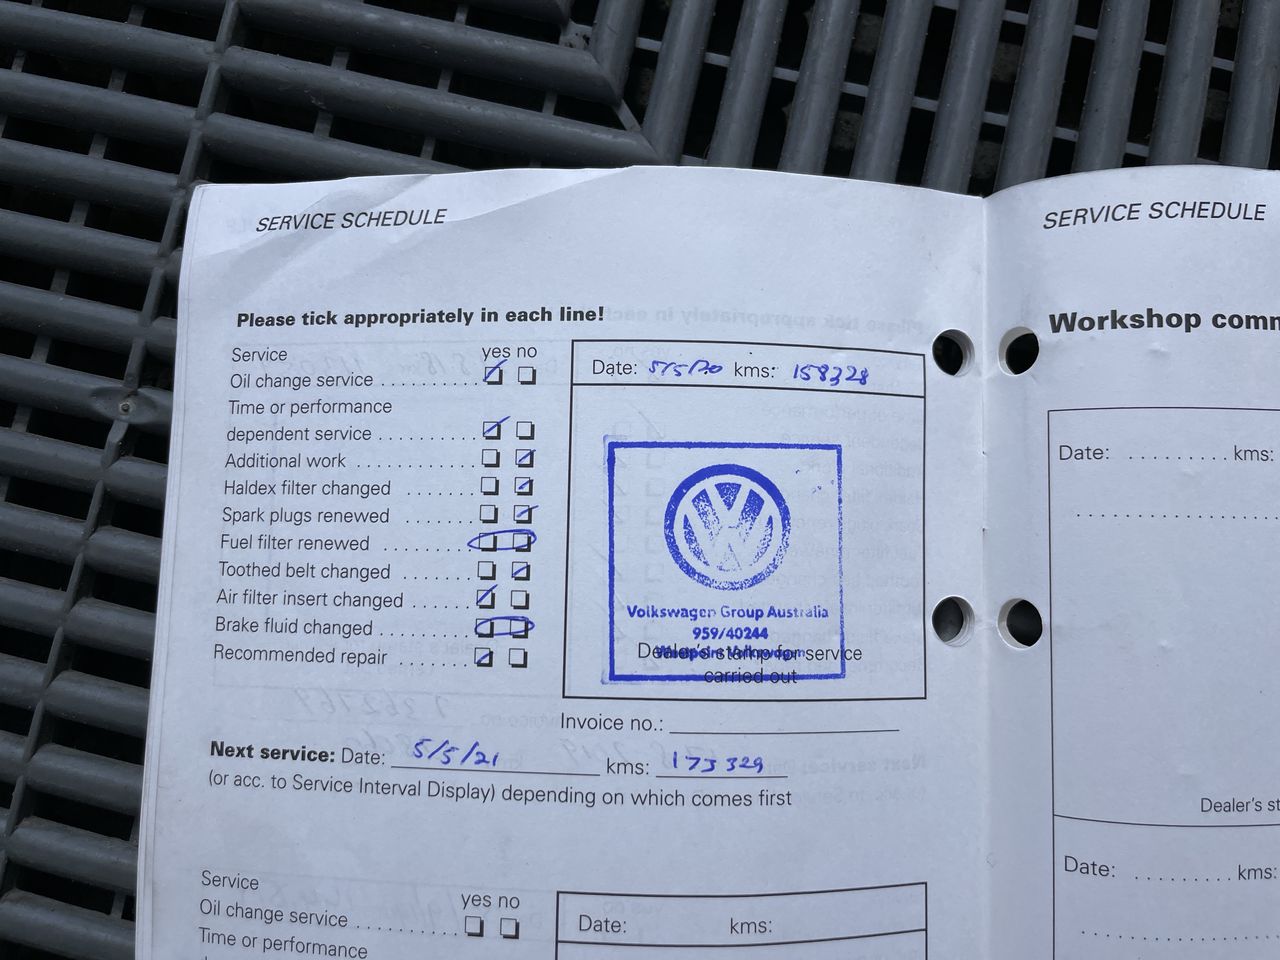 SERVICE SCHEDULE
Please tick appropriately in each line!
Service yes no
Oil change service
Time or performance
dependent service
Additional work
Haldex filter changed
Spark plugs renewed
Fuel filter renewed
Toothed belt changed
Air filter insert changed
Brake fluid changed
Recommended repair
Date: 5/5/20 kms: 158328
Volkswagen Group Australia
959/40244
Westpoint Volkswagen
Dealer's stamp for service
carried out
Invoice no.:
Next service: Date: 5/5/21 kms: 173329
(or acc. to Service Interval Display) depending on which comes first
Service yes no
Oil change service
Time or performance
Date: kms:
SERVICE SCHEDULE
Workshop
Date: kms:
Dealer's
Date: kms: